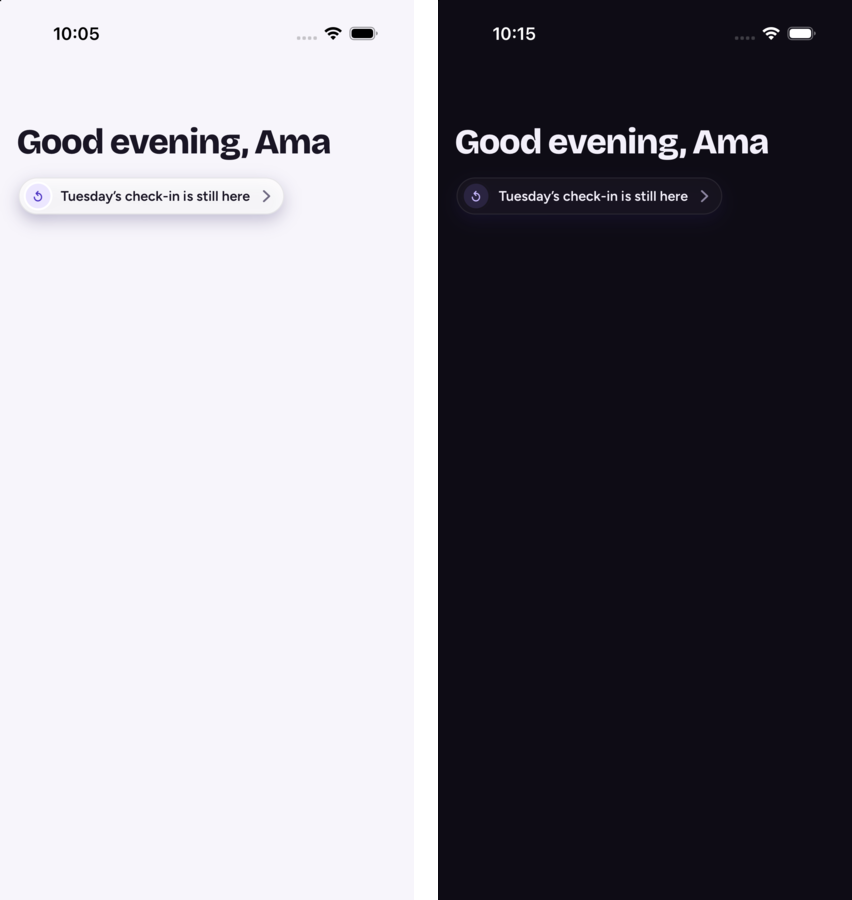 10:05
Good evening, Ama
Tuesday’s check-in is still here
10:15
Good evening, Ama
Tuesday’s check-in is still here